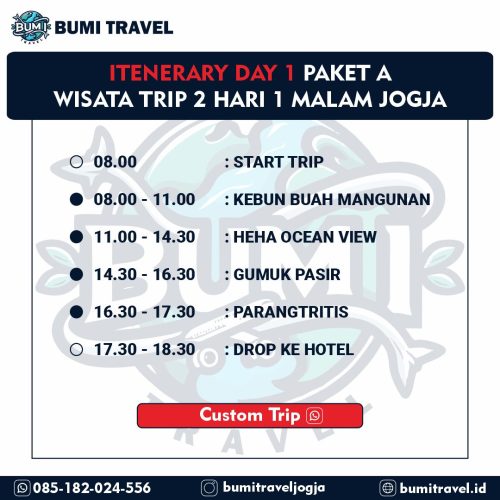 BUMI
TRAVEL
BUMI TRAVEL
ITENERARY DAY 1 PAKET A
WISATA TRIP 2 HARI 1 MALAM JOGJA
08.00 : START TRIP
08.00 - 11.00 : KEBUN BUAH MANGUNAN
11.00 - 14.30 : HEHA OCEAN VIEW
14.30 - 16.30 : GUMUK PASIR
16.30 - 17.30 : PARANGTRITIS
17.30 - 18.30 : DROP KE HOTEL
BUMI
TRAVEL
Custom Trip
085-182-024-556 bumitraveljogja bumitravel.id